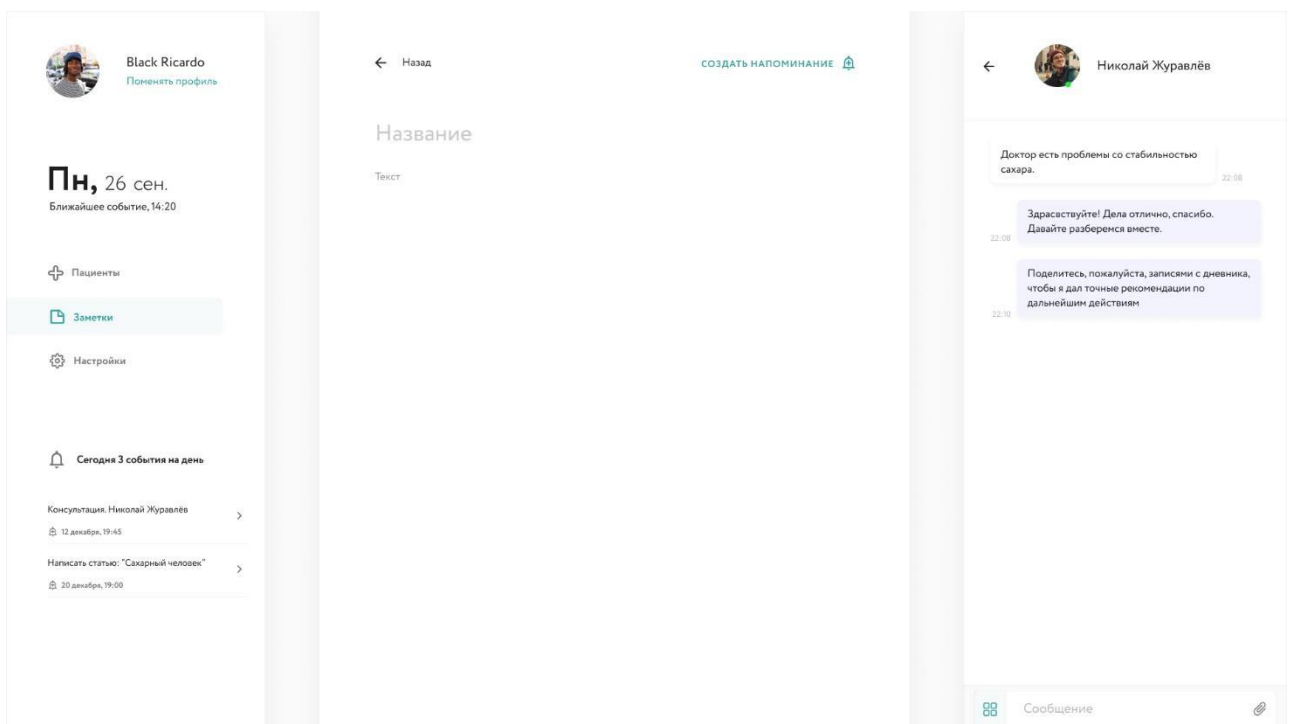 Black Ricardo
Поменять профиль
Пн, 26 сен.
Ближайшее событие, 14:20
Пациенты
Заметки
Настройки
Сегодня 3 события на день
Консультация. Николай Журавлёв
12 декабря, 19:45
Написать статью: "Сахарный человек"
20 декабря, 19:00
Назад
СОЗДАТЬ НАПОМИНАНИЕ
Название
Текст
Николай Журавлёв
Доктор есть проблемы со стабильностью
сахара.
22:08
Здрасвствуйте! Дела отлично, спасибо.
Давайте разберемся вместе.
22:08
Поделитесь, пожалуйста, записями с дневника,
чтобы я дал точные рекомендации по
дальнейшим действиям
22:10
Сообщение